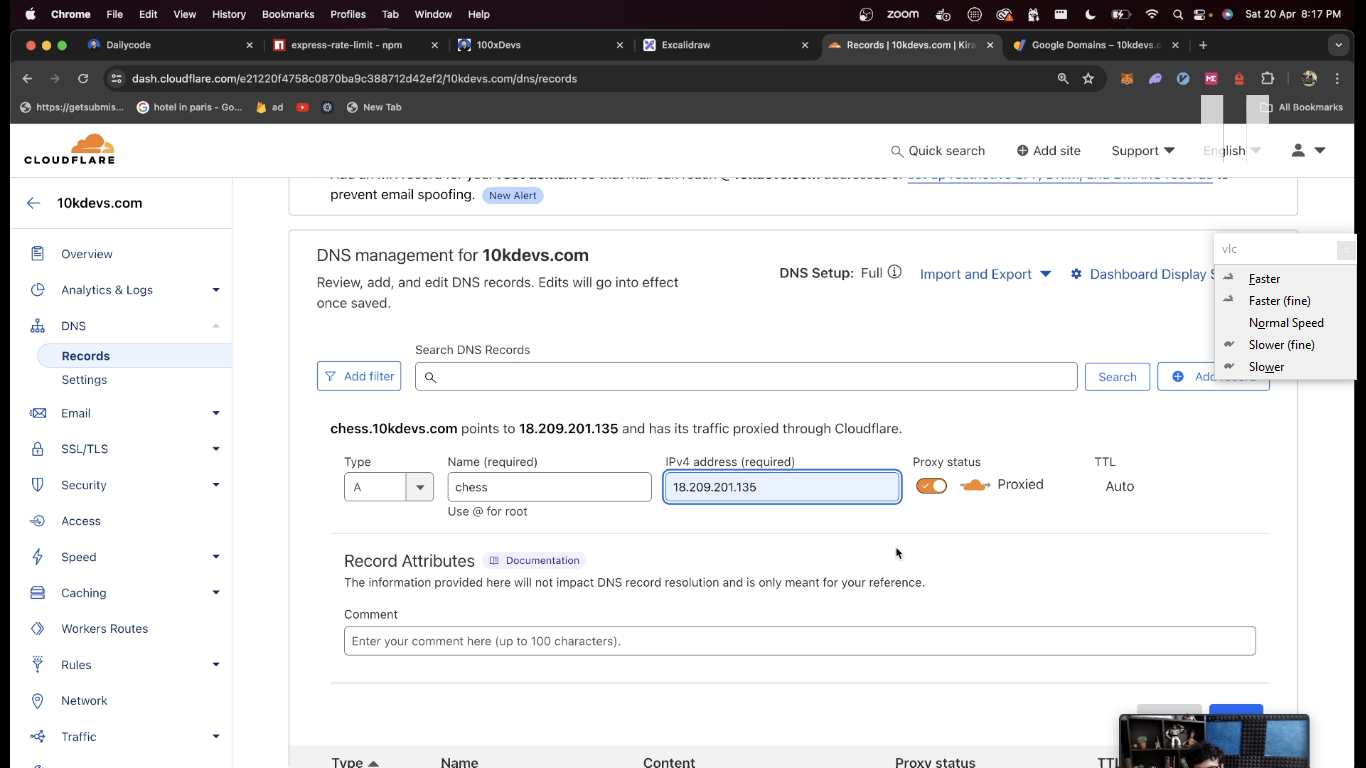 Chrome File Edit View History Bookmarks Profiles Tab Window Help zoom Sat 20 Apr 8:17 PM
Dailycode express-rate-limit - npm 100xDevs Excalidraw Records | 10kdevs.com | Kira Google Domains – 10kdevs.c
dash.cloudflare.com/e21220f4758c0870ba9c388712d42ef2/10kdevs.com/dns/records
https://getsubmis... hotel in paris - Go... ad New Tab All Bookmarks
CLOUDFLARE Quick search Add site Support English
prevent email spoofing. New Alert
10kdevs.com
Overview
Analytics & Logs
DNS
Records
Settings
Email
SSL/TLS
Security
Access
Speed
Caching
Workers Routes
Rules
Network
Traffic
DNS management for 10kdevs.com
Review, add, and edit DNS records. Edits will go into effect
once saved.
DNS Setup: Full Import and Export Dashboard Display S
vlc
Faster
Faster (fine)
Normal Speed
Slower (fine)
Slower
Search DNS Records
Add filter Search
chess.10kdevs.com points to 18.209.201.135 and has its traffic proxied through Cloudflare.
Type Name (required) IPv4 address (required) Proxy status TTL
A chess 18.209.201.135 Proxied Auto
Use @ for root
Record Attributes Documentation
The information provided here will not impact DNS record resolution and is only meant for your reference.
Comment
Enter your comment here (up to 100 characters).
Type Name Content Proxy status